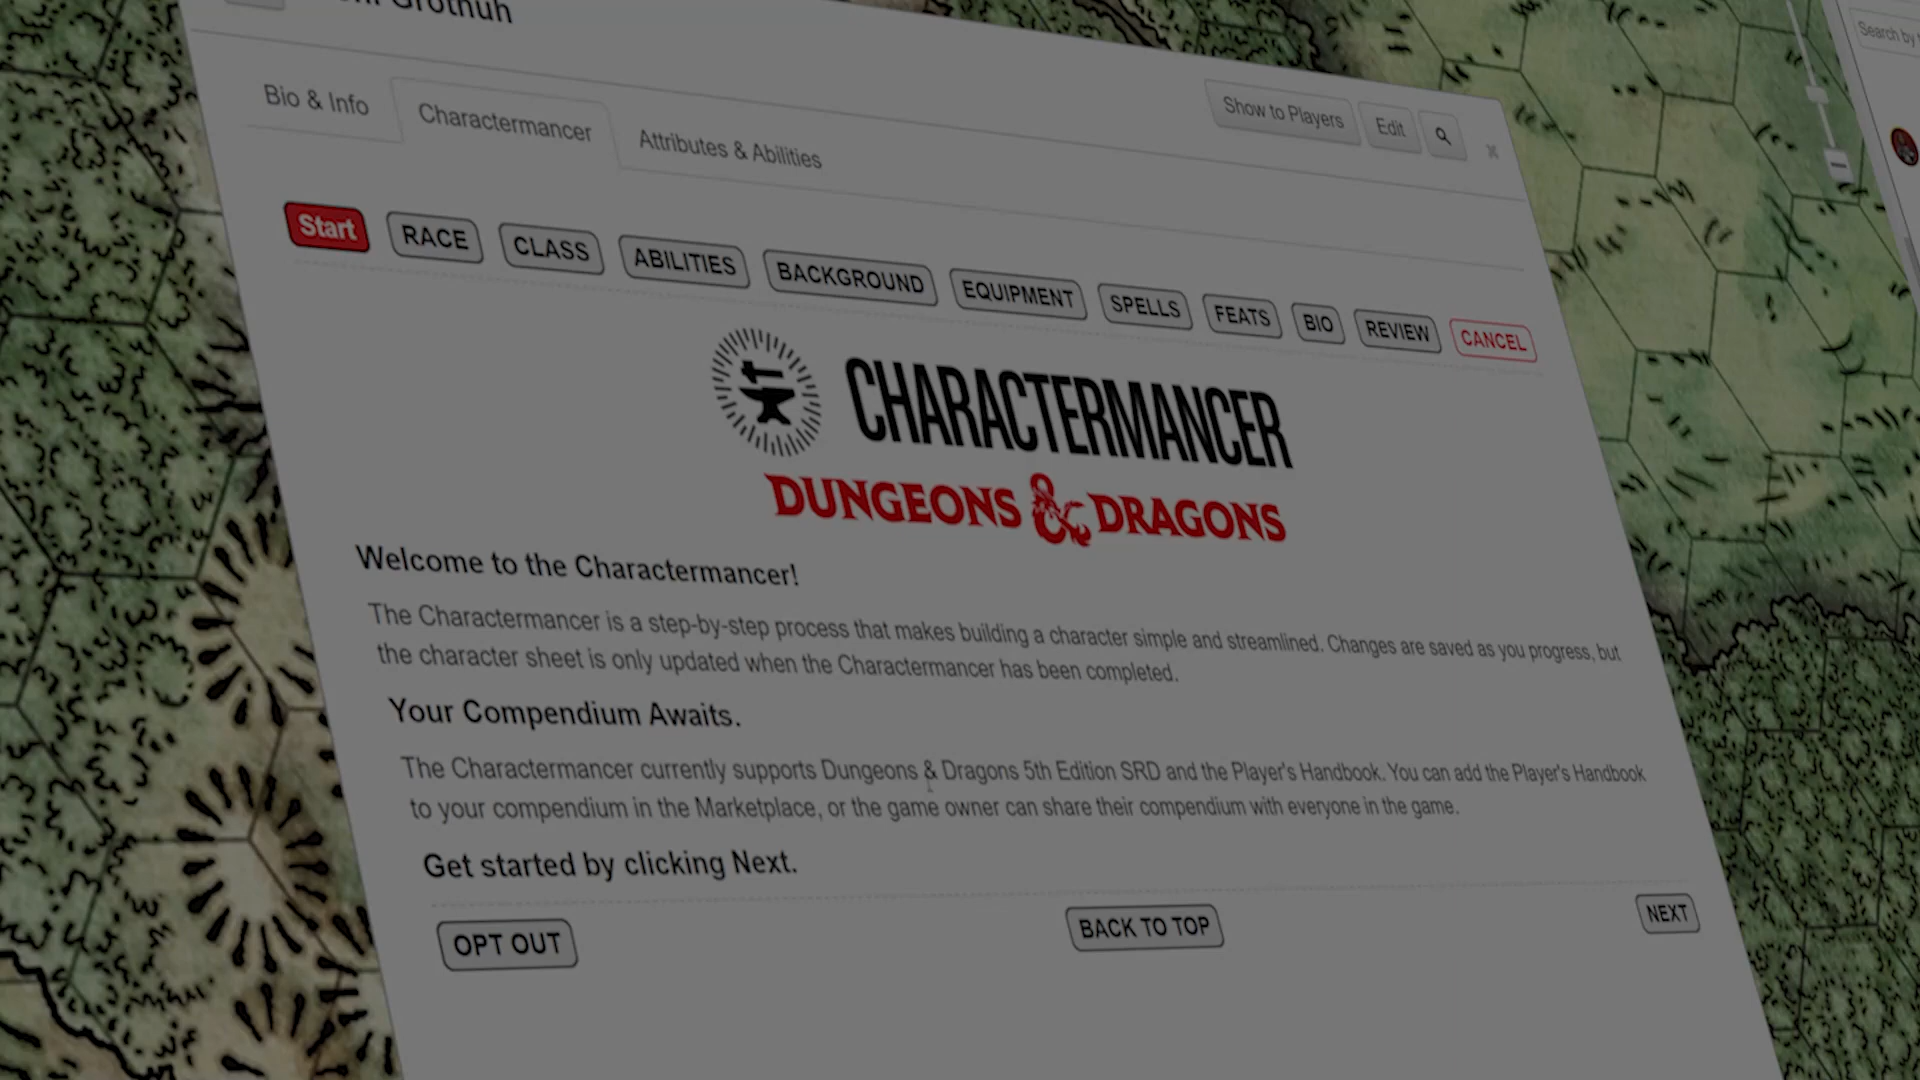 Grothuh
Search by
Bio & Info
Charactermancer
Attributes & Abilities
Show to Players
Edit
Start
RACE
CLASS
ABILITIES
BACKGROUND
EQUIPMENT
SPELLS
FEATS
BIO
REVIEW
CANCEL
CHARACTERMANCER
DUNGEONS & DRAGONS
Welcome to the Charactermancer!
The Charactermancer is a step-by-step process that makes building a character simple and streamlined. Changes are saved as you progress, but
the character sheet is only updated when the Charactermancer has been completed.
Your Compendium Awaits.
The Charactermancer currently supports Dungeons & Dragons 5th Edition SRD and the Player's Handbook. You can add the Player's Handbook
to your compendium in the Marketplace, or the game owner can share their compendium with everyone in the game.
Get started by clicking Next.
OPT OUT
BACK TO TOP
NEXT